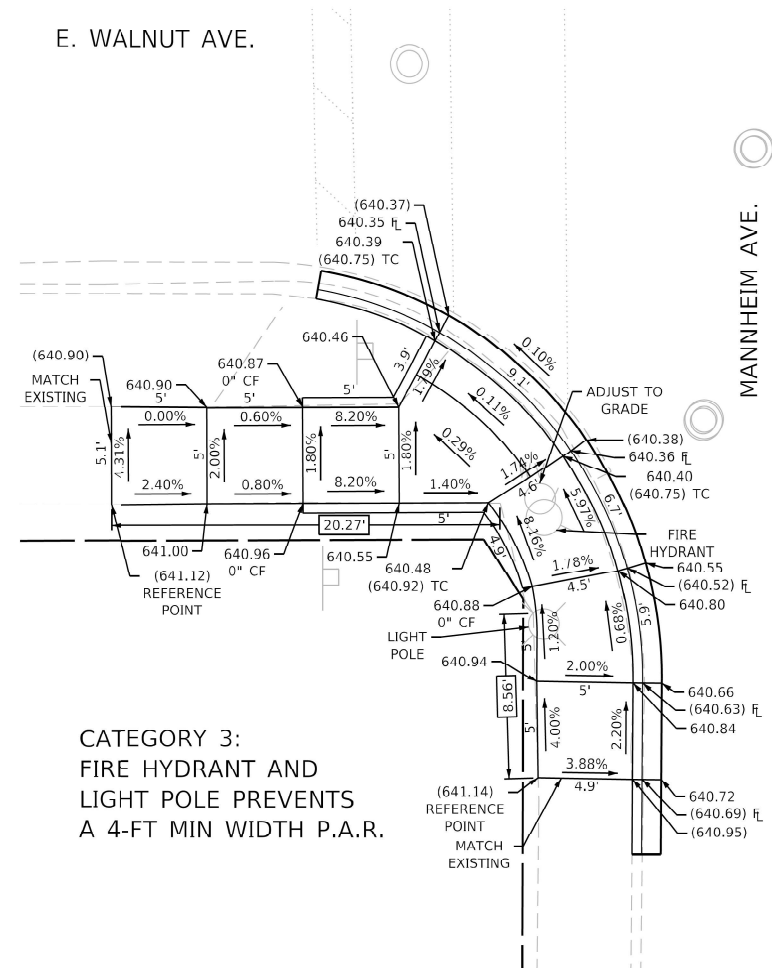 E. WALNUT AVE.
MANNHEIM AVE.
(640.37)
640.35 FL
640.39
(640.75) TC
640.46
3.9'
1.79%
0.10%
9.1'
0.11%
0.29%
ADJUST TO
GRADE
(640.90)
MATCH
EXISTING
640.90
5'
640.87
0" CF
5'
5'
0.00%
0.60%
8.20%
5.1'
4.31%
5'
2.00%
1.80%
5'
1.80%
2.40%
0.80%
8.20%
1.40%
20.27'
5'
641.00
(641.12)
REFERENCE
POINT
640.96
0" CF
640.55
640.48
(640.92) TC
1.74%
4.6'
(640.38)
640.36 FL
640.40
(640.75) TC
6.7'
5.97%
8.16%
4.9'
FIRE
HYDRANT
1.78%
4.5'
640.55
(640.52) FL
640.80
640.88
0" CF
LIGHT
POLE
5'
1.20%
0.68%
5.9'
640.94
2.00%
5'
640.66
(640.63) FL
640.84
8.56'
5'
4.00%
2.20%
3.88%
4.9'
(641.14)
REFERENCE
POINT
MATCH
EXISTING
640.72
(640.69) FL
(640.95)
CATEGORY 3:
FIRE HYDRANT AND
LIGHT POLE PREVENTS
A 4-FT MIN WIDTH P.A.R.